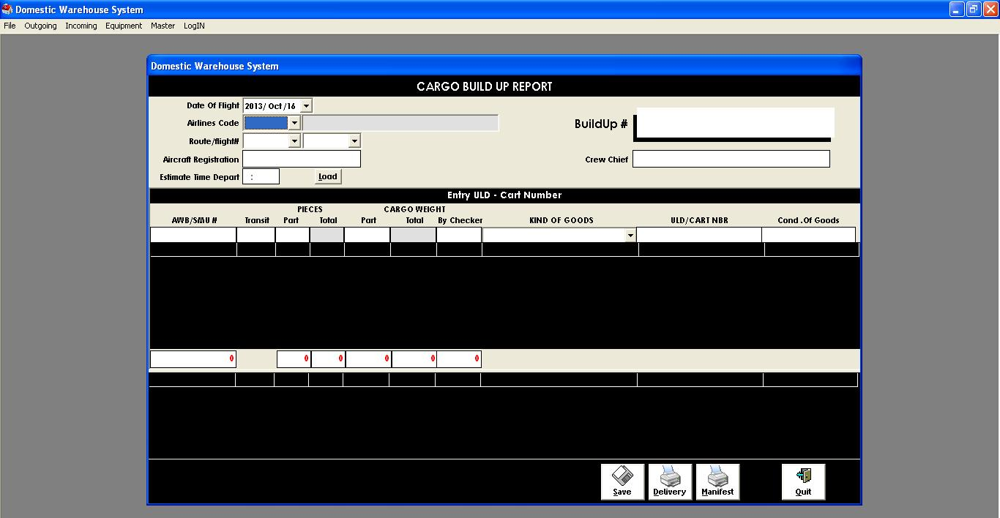 Domestic Warehouse System
File Outgoing Incoming Equipment Master LogIN
Domestic Warehouse System
CARGO BUILD UP REPORT
Date Of Flight 2013/ Oct /16
Airlines Code BuildUp #
Route/flight#
Aircraft Registration Crew Chief
Estimate Time Depart : Load
Entry ULD - Cart Number
PIECES CARGO WEIGHT
AWB/SMU # Transit Part Total Part Total By Checker KIND OF GOODS ULD/CART NBR Cond .Of Goods
0 0 0 0 0 0
Save Delivery Manifest Quit